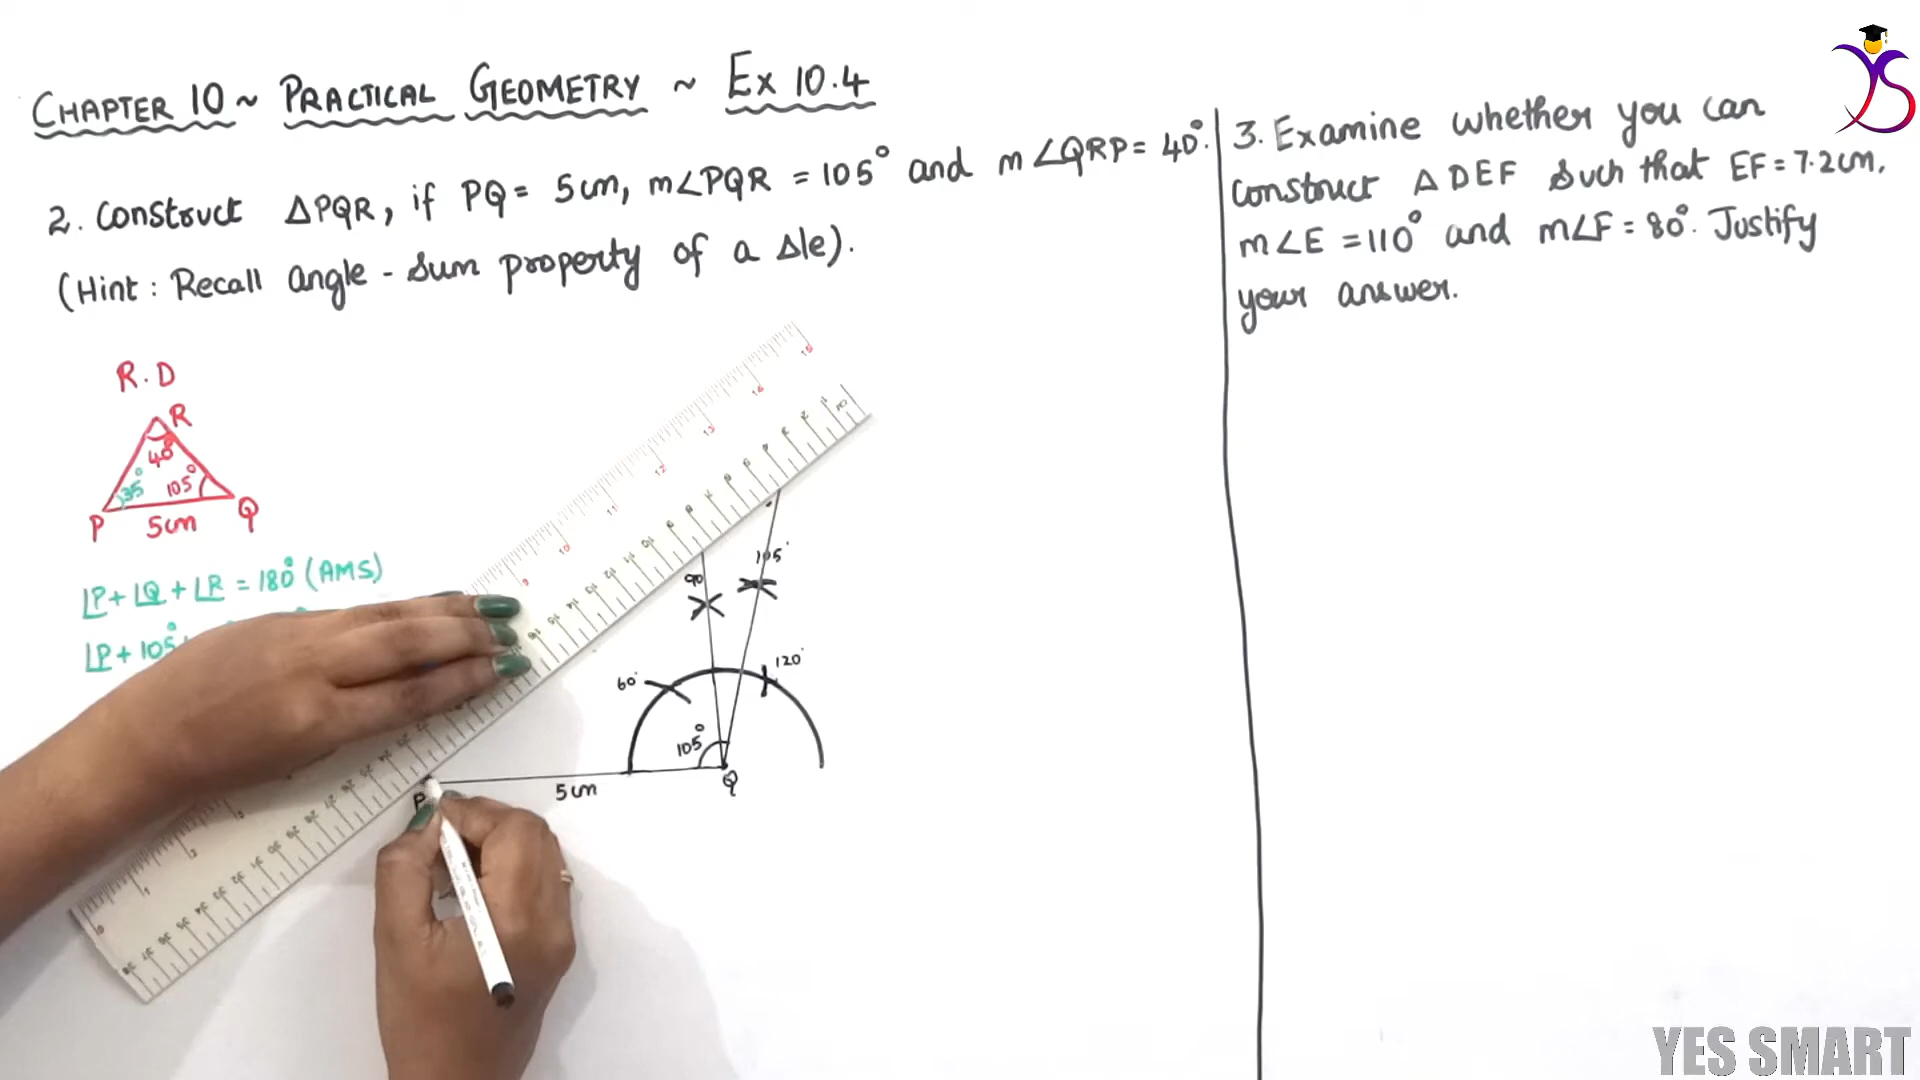 CHAPTER 10 ~ PRACTICAL GEOMETRY ~ Ex 10.4
2. Construct ΔPQR, if PQ = 5cm, m∠PQR = 105° and m∠QRP = 40°.
(Hint : Recall angle - Sum property of a Δle).
R.D
R
40°
35° 105°
P 5cm Q
∠P + ∠Q + ∠R = 180° (AMS)
∠P + 105°
90 105°
60° 120°
105°
P 5cm Q
3. Examine whether you can
construct ΔDEF Such that EF = 7.2cm,
m∠E = 110° and m∠F = 80°. Justify
your answer.
YES SMART